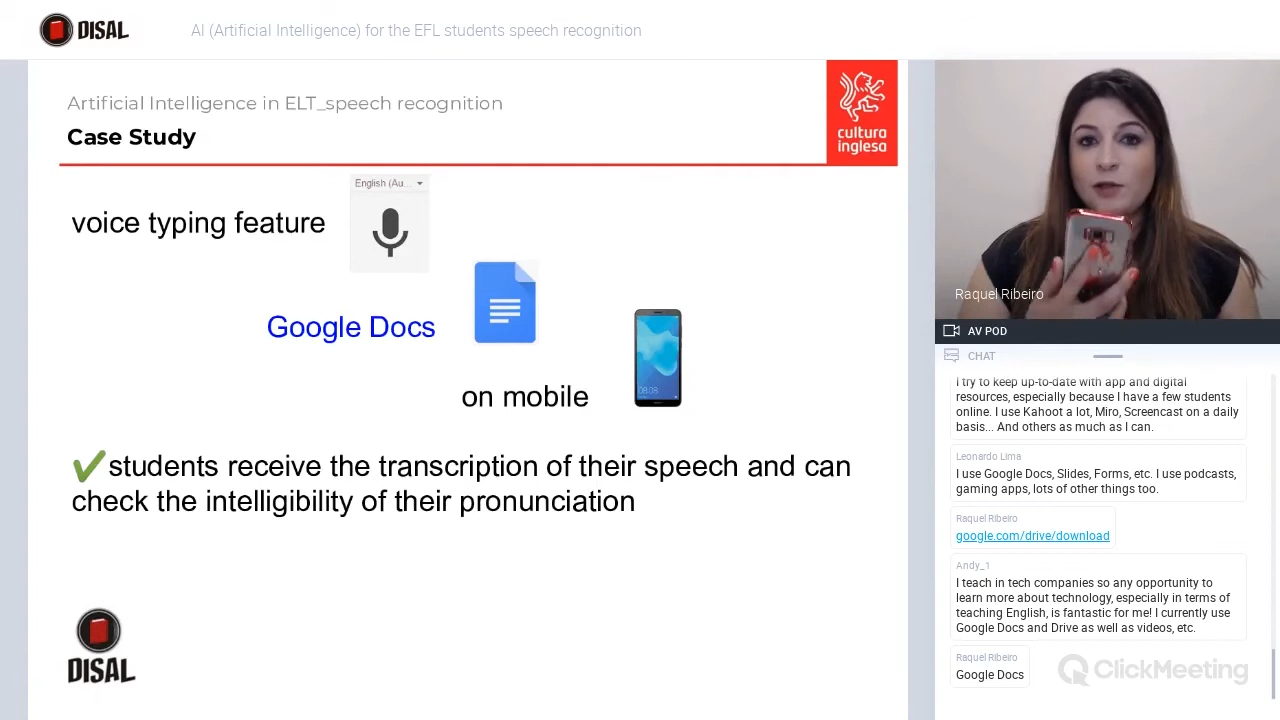 DISAL
AI (Artificial Intelligence) for the EFL students speech recognition
Artificial Intelligence in ELT_speech recognition
Case Study
cultura
inglesa
English (Au...
voice typing feature
Google Docs
08:08
on mobile
✔students receive the transcription of their speech and can
check the intelligibility of their pronunciation
DISAL
Raquel Ribeiro
AV POD
CHAT
I try to keep up-to-date with app and digital
resources, especially because I have a few students
online. I use Kahoot a lot, Miro, Screencast on a daily
basis... And others as much as I can.
Leonardo Lima
I use Google Docs, Slides, Forms, etc. I use podcasts,
gaming apps, lots of other things too.
Raquel Ribeiro
google.com/drive/download
Andy_1
I teach in tech companies so any opportunity to
learn more about technology, especially in terms of
teaching English, is fantastic for me! I currently use
Google Docs and Drive as well as videos, etc.
Raquel Ribeiro
Google Docs
ClickMeeting